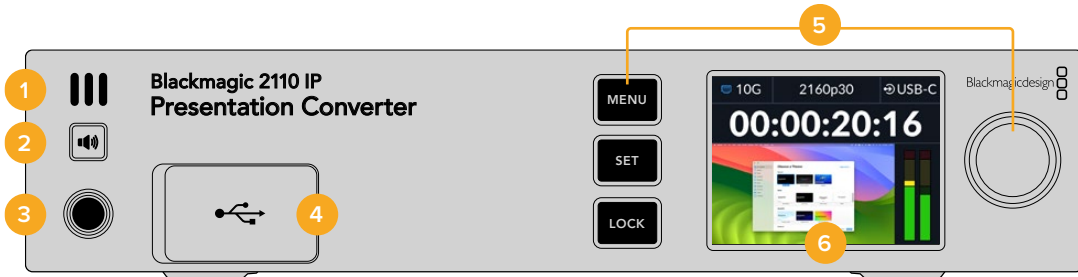 5
1
Blackmagic 2110 IP
Presentation Converter
2
3
4
MENU
SET
LOCK
10G 2160p30 USB-C
00:00:20:16
6
Blackmagicdesign